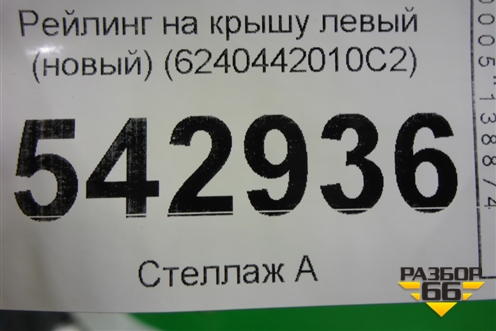 Рейлинг на крышу левый
(новый) (6240442010C2)
542936
Стеллаж А
РАЗБОР
66